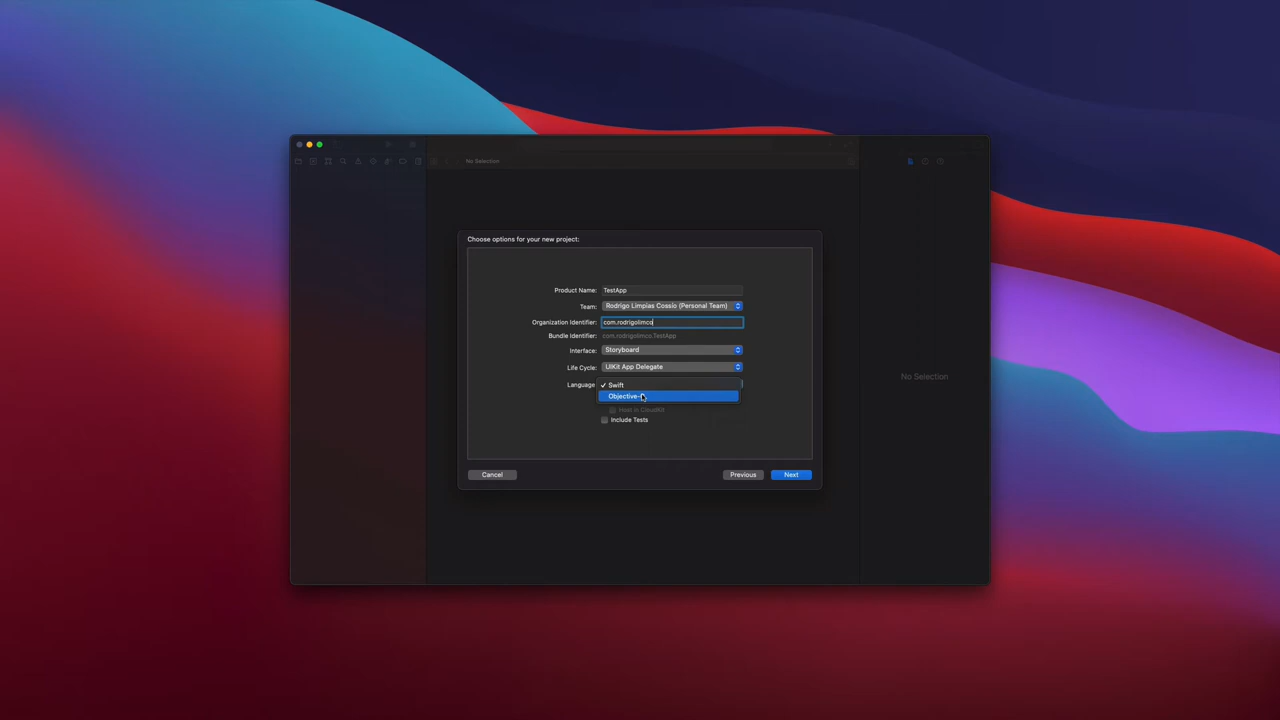 No Selection
Choose options for your new project:
Product Name: TestApp
Team: Rodrigo Limpias Cossio (Personal Team)
Organization Identifier: com.rodrigolimco
Bundle Identifier: com.rodrigolimco.TestApp
Interface: Storyboard
Life Cycle: UIKit App Delegate
Language
✓ Swift
Objective-
Host in CloudKit
Include Tests
No Selection
Cancel
Previous
Next